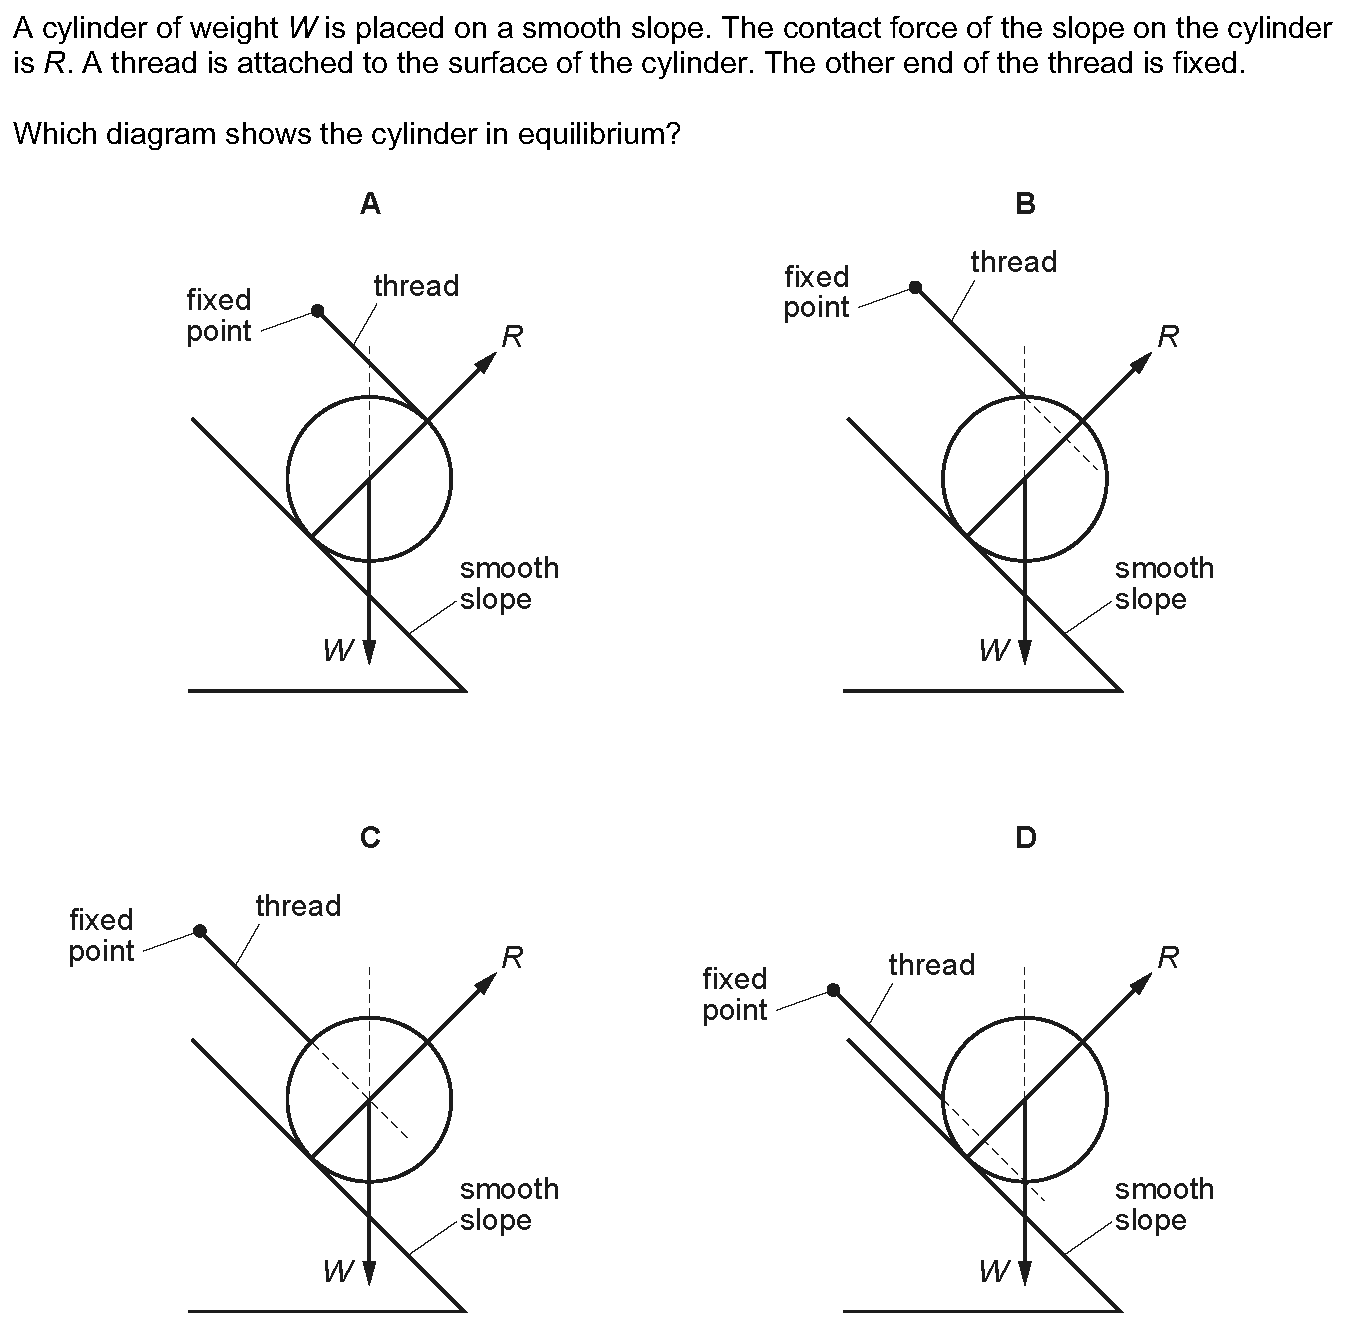 A cylinder of weight W is placed on a smooth slope. The contact force of the slope on the cylinder
is R. A thread is attached to the surface of the cylinder. The other end of the thread is fixed.
Which diagram shows the cylinder in equilibrium?
A
fixed
point
thread
R
smooth
slope
W
B
fixed
point
thread
R
smooth
slope
W
C
fixed
point
thread
R
smooth
slope
W
D
fixed
point
thread
R
smooth
slope
W